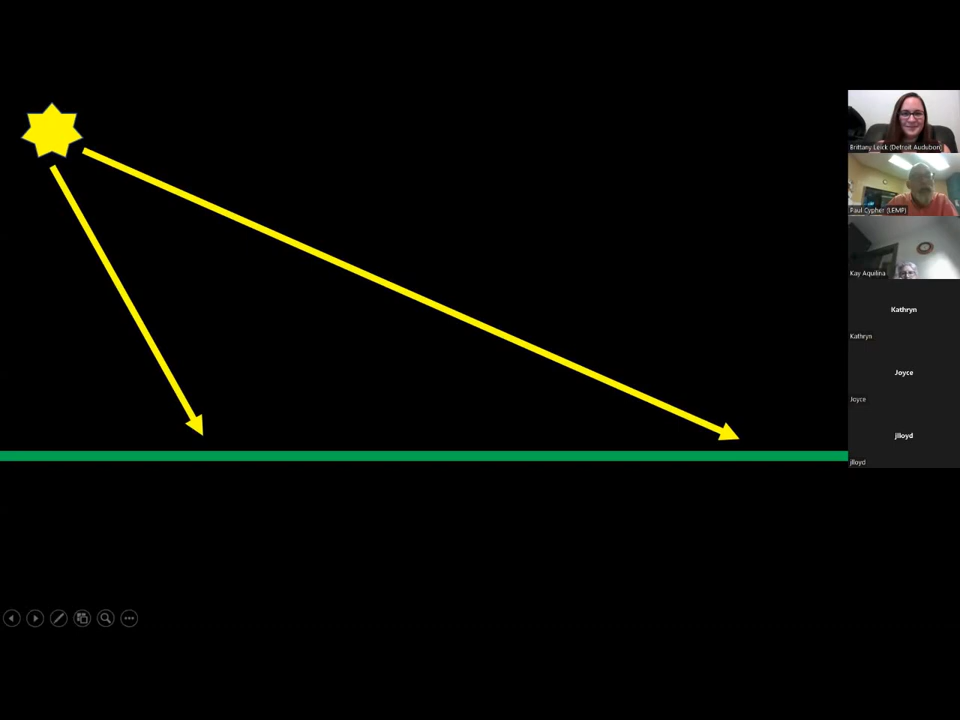 Brittany Leick (Detroit Audubon)
Paul Cypher (LEMP)
Kay Aquilina
Kathryn
Kathryn
Joyce
Joyce
jlloyd
jlloyd